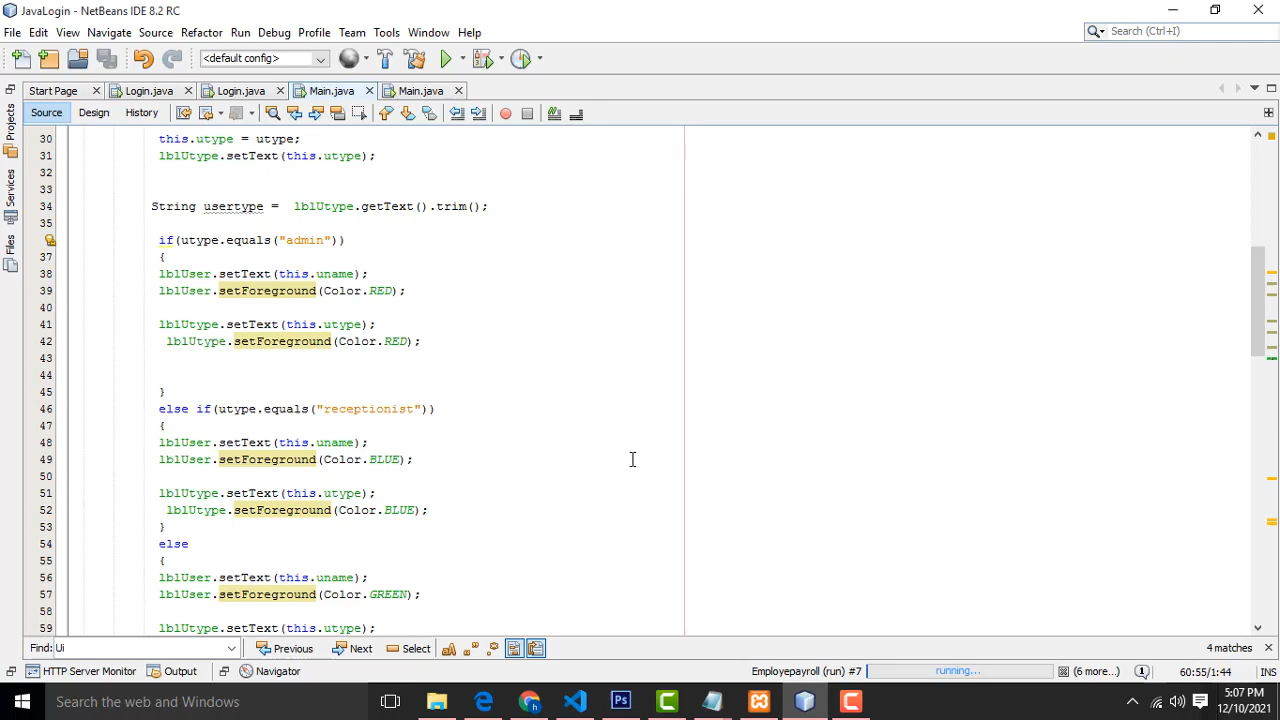 JavaLogin - NetBeans IDE 8.2 RC
File Edit View Navigate Source Refactor Run Debug Profile Team Tools Window Help
Search (Ctrl+I)
<default config>
Start Page Login.java Login.java Main.java Main.java
Source Design History
Projects
Services
Files
30 this.utype = utype;
31 lblUtype.setText(this.utype);
32
33
34 String usertype =  lblUtype.getText().trim();
35
if(utype.equals("admin"))
37 {
38 lblUser.setText(this.uname);
39 lblUser.setForeground(Color.RED);
40
41 lblUtype.setText(this.utype);
42 lblUtype.setForeground(Color.RED);
43
44
45 }
46 else if(utype.equals("receptionist"))
47 {
48 lblUser.setText(this.uname);
49 lblUser.setForeground(Color.BLUE);
50
51 lblUtype.setText(this.utype);
52 lblUtype.setForeground(Color.BLUE);
53 }
54 else
55 {
56 lblUser.setText(this.uname);
57 lblUser.setForeground(Color.GREEN);
58
59 lblUtype.setText(this.utype);
Find: Ui Previous Next Select 4 matches
HTTP Server Monitor Output Navigator Employepayroll (run) #7 running... (6 more...) 1 60:55/1:44 INS
Search the web and Windows
5:07 PM
12/10/2021